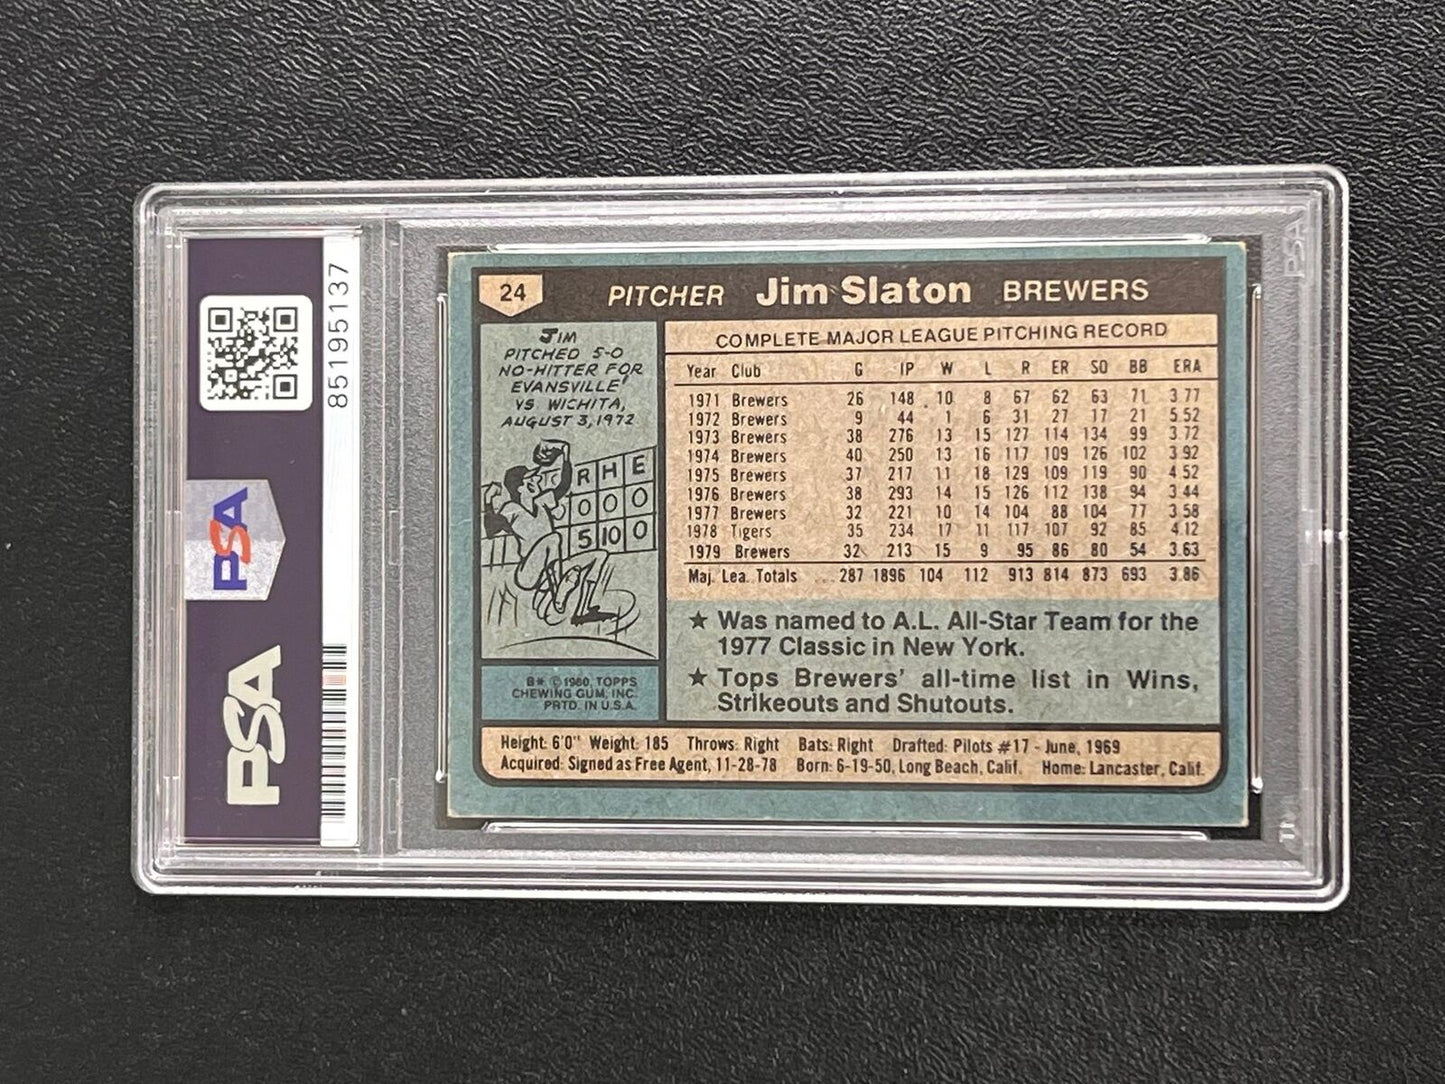 85195137
PSA
PSA
24
PITCHER Jim Slaton BREWERS
JIM
PITCHED 5-0
NO-HITTER FOR
EVANSVILLE
VS WICHITA,
AUGUST 3, 1972
R H E
0 0 0
5 10 0
B* © 1980, TOPPS
CHEWING GUM, INC.
PRTD. IN U.S.A.
COMPLETE MAJOR LEAGUE PITCHING RECORD
Year Club G IP W L R ER SO BB ERA
1971 Brewers 26 148 10 8 67 62 63 71 3.77
1972 Brewers 9 44 1 6 31 27 17 21 5.52
1973 Brewers 38 276 13 15 127 114 134 99 3.72
1974 Brewers 40 250 13 16 117 109 126 102 3.92
1975 Brewers 37 217 11 18 129 109 119 90 4.52
1976 Brewers 38 293 14 15 126 112 138 94 3.44
1977 Brewers 32 221 10 14 104 88 104 77 3.58
1978 Tigers 35 234 17 11 117 107 92 85 4.12
1979 Brewers 32 213 15 9 95 86 80 54 3.63
Maj. Lea. Totals ... 287 1896 104 112 913 814 873 693 3.86
★ Was named to A.L. All-Star Team for the
1977 Classic in New York.
★ Tops Brewers' all-time list in Wins,
Strikeouts and Shutouts.
Height: 6'0" Weight: 185 Throws: Right Bats: Right Drafted: Pilots #17 - June, 1969
Acquired: Signed as Free Agent, 11-28-78 Born: 6-19-50, Long Beach, Calif. Home: Lancaster, Calif.
PSA